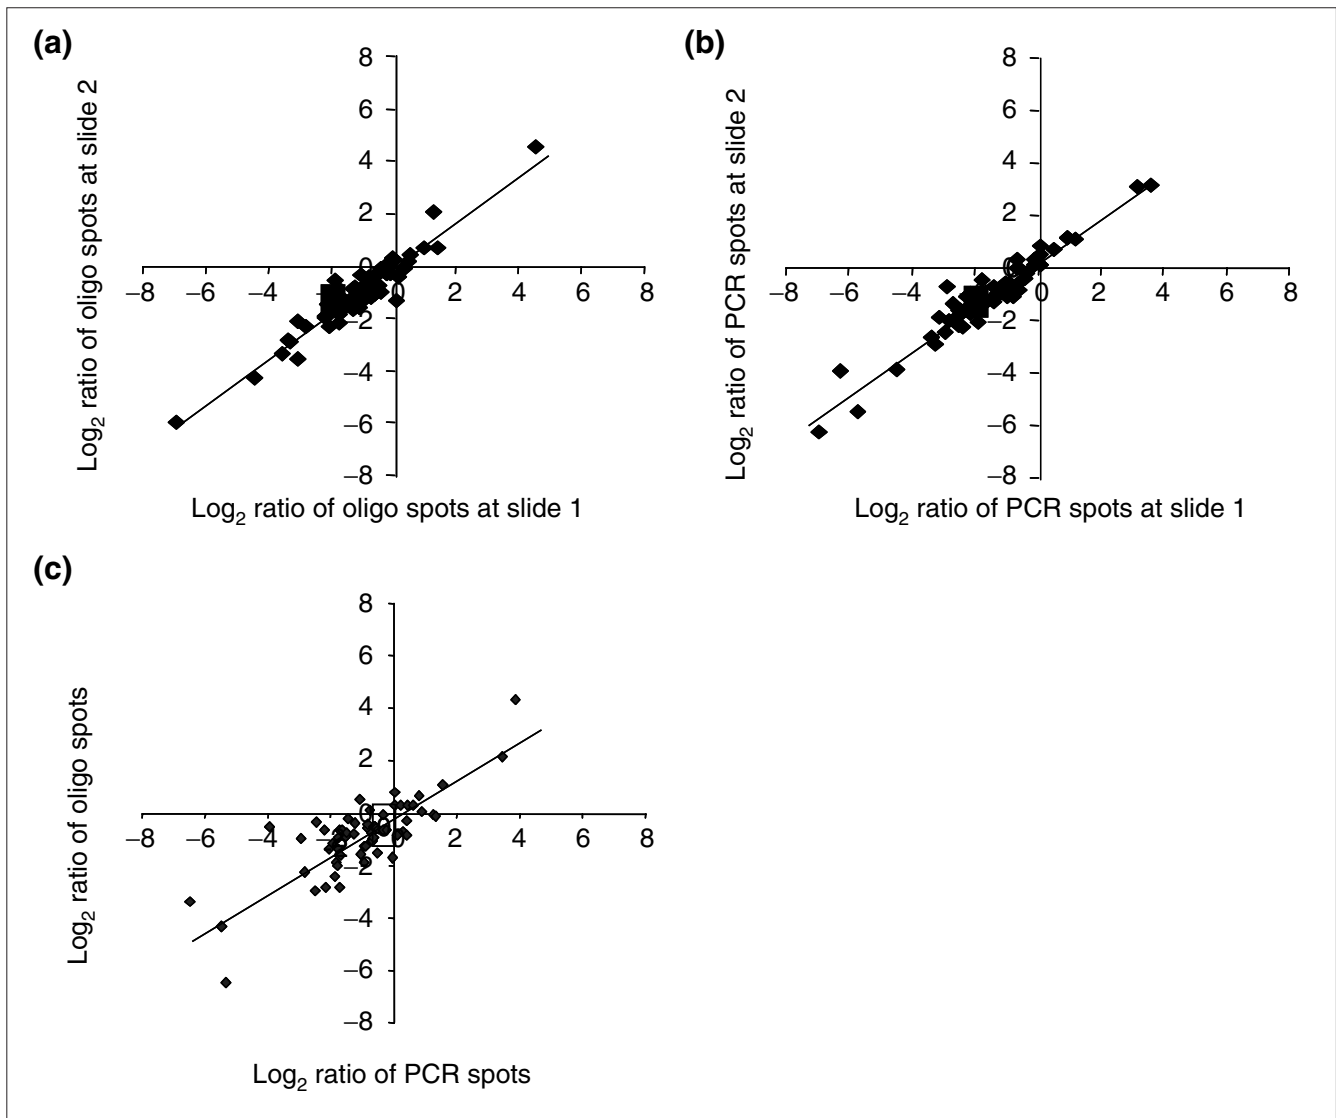 (a)
Log₂ ratio of oligo spots at slide 2
8
6
4
2
0
–8 –6 –4 –2 0 2 4 6 8
–2
–4
–6
–8
Log₂ ratio of oligo spots at slide 1
(b)
Log₂ ratio of PCR spots at slide 2
8
6
4
2
0
–8 –6 –4 –2 0 2 4 6 8
–2
–4
–6
–8
Log₂ ratio of PCR spots at slide 1
(c)
Log₂ ratio of oligo spots
8
6
4
2
0
–8 –6 –4 –2 0 2 4 6 8
–2
–4
–6
–8
Log₂ ratio of PCR spots